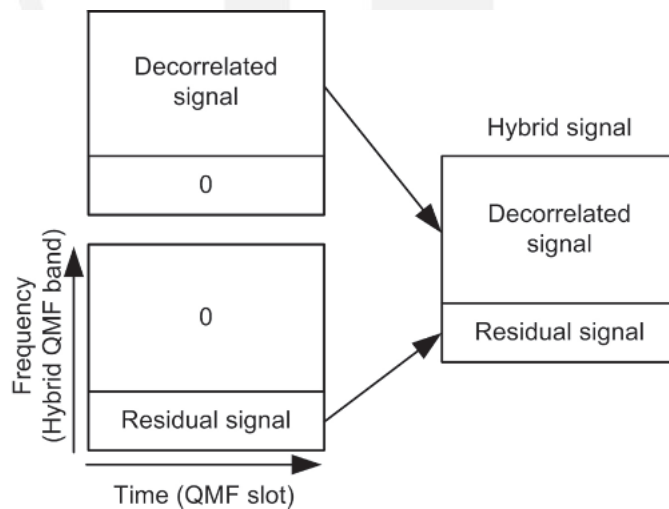 Decorrelated
signal
0
Hybrid signal
Decorrelated
signal
Residual signal
0
Residual signal
Frequency
(Hybrid QMF band)
Time (QMF slot)